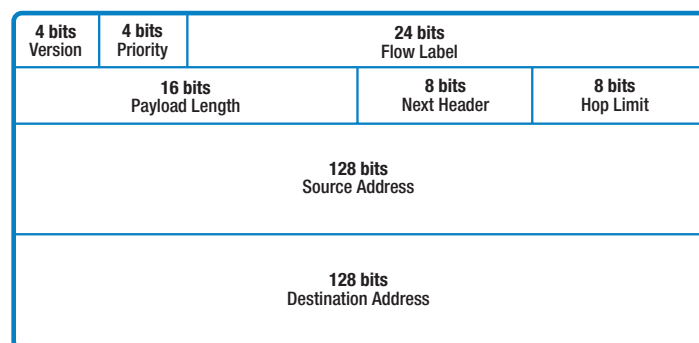 4 bits
Version
4 bits
Priority
24 bits
Flow Label
16 bits
Payload Length
8 bits
Next Header
8 bits
Hop Limit
128 bits
Source Address
128 bits
Destination Address